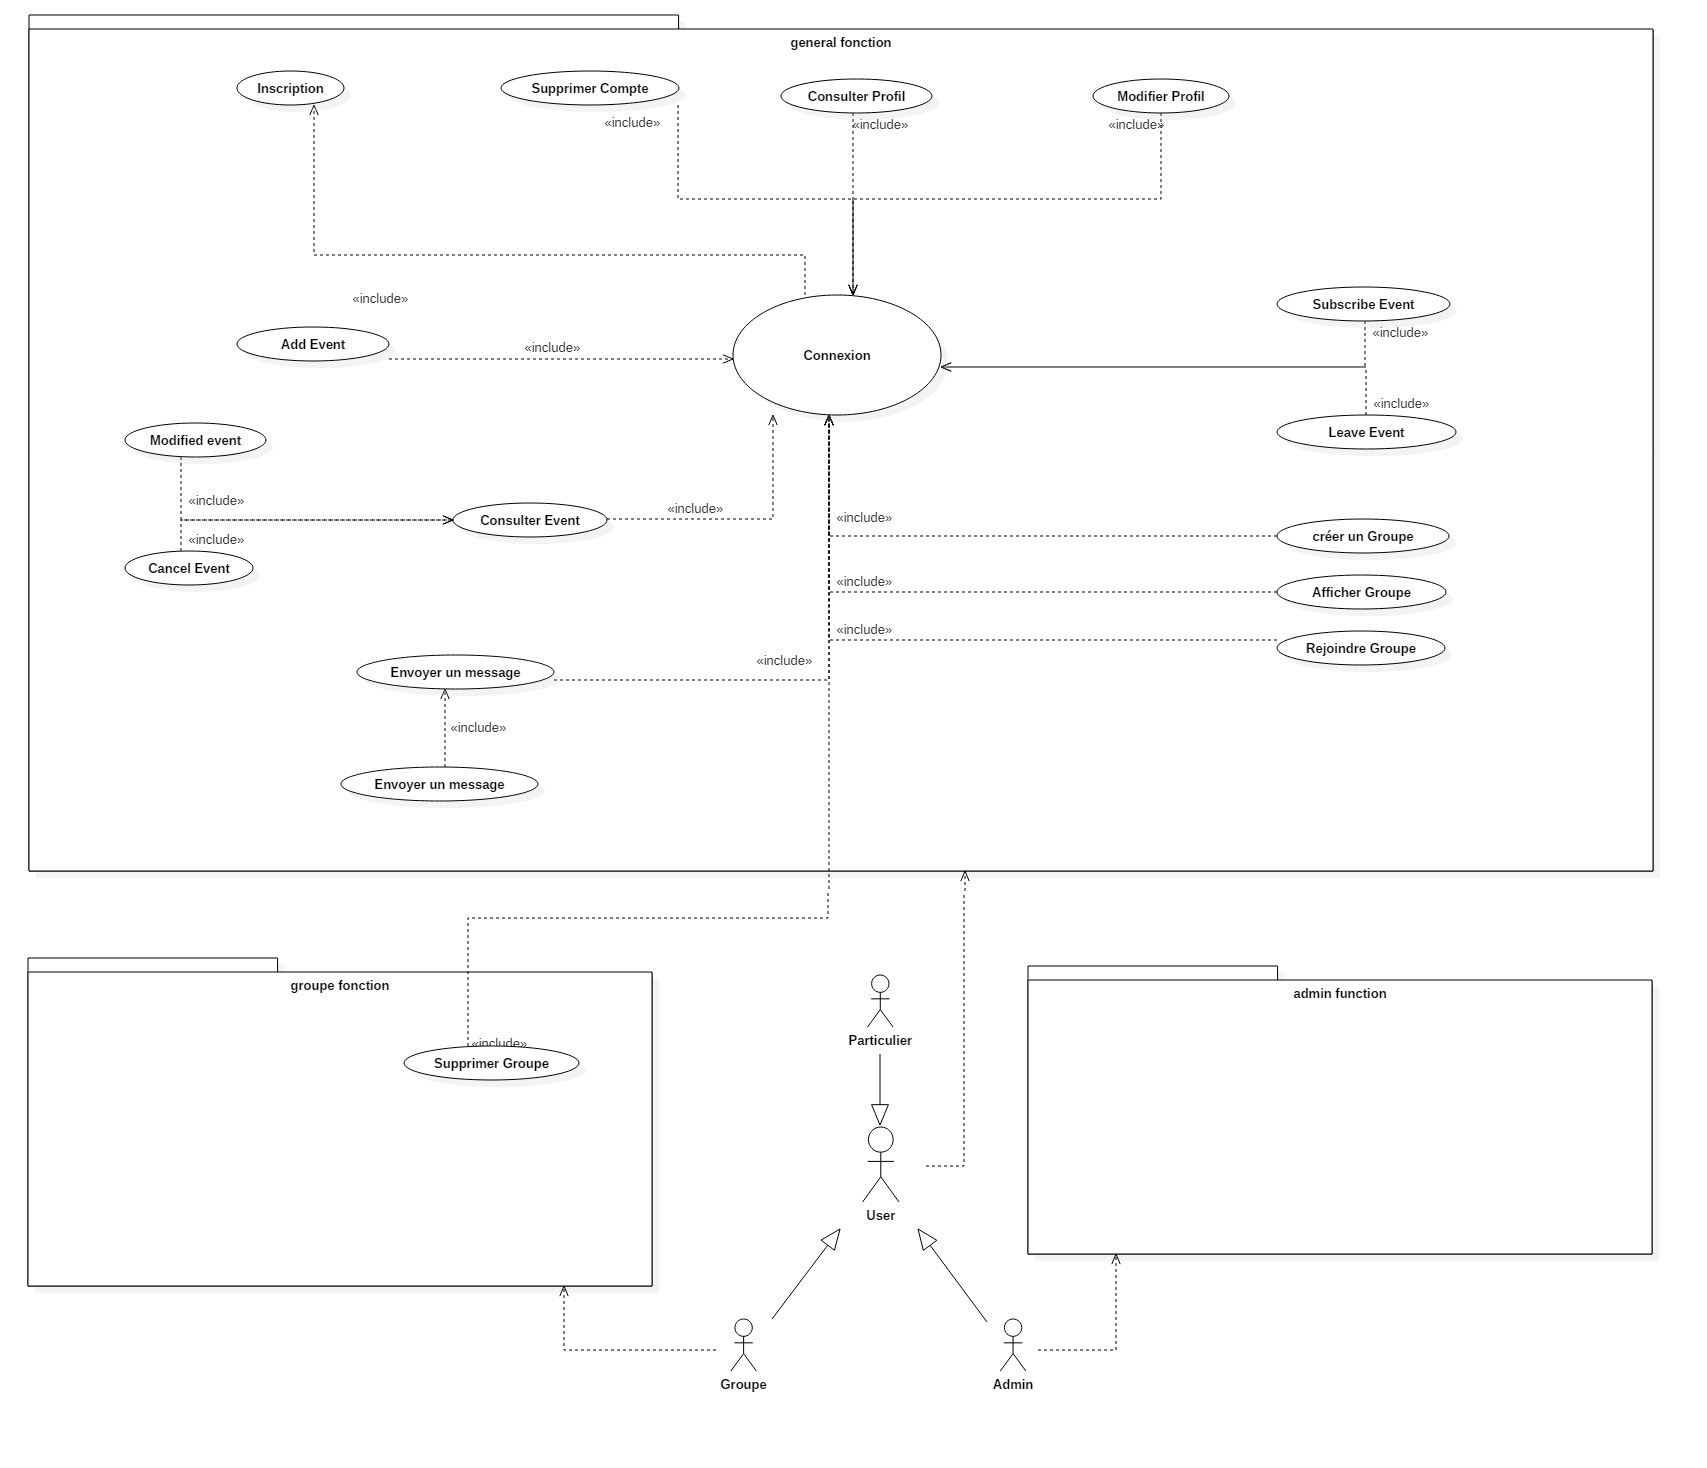 general fonction
Inscription
Supprimer Compte
Consulter Profil
Modifier Profil
«include»
«include»
«include»
«include»
Add Event
«include»
Connexion
Subscribe Event
«include»
«include»
Leave Event
Modified event
«include»
Consulter Event
«include»
«include»
Cancel Event
«include»
créer un Groupe
«include»
Afficher Groupe
«include»
Rejoindre Groupe
Envoyer un message
«include»
«include»
Envoyer un message
groupe fonction
«include»
Supprimer Groupe
Particulier
admin function
User
Groupe
Admin